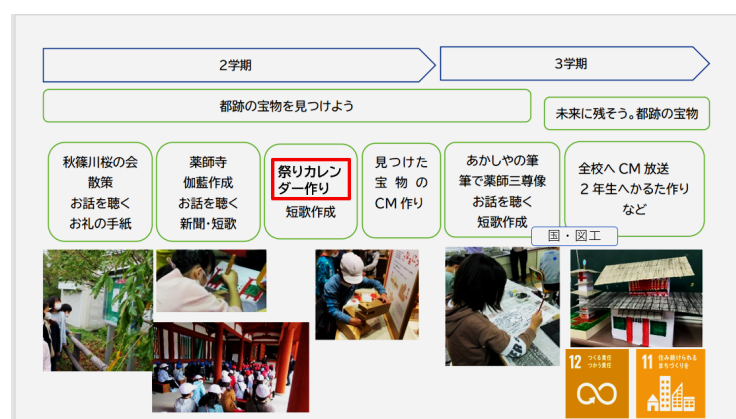 2学期
3学期
都跡の宝物を見つけよう
未来に残そう。都跡の宝物
秋篠川桜の会
散策
お話を聴く
お礼の手紙
薬師寺
伽藍作成
お話を聴く
新聞・短歌
祭りカレン
ダー作り
短歌作成
見つけた
宝物の
CM作り
あかしやの筆
筆で薬師三尊像
お話を聴く
短歌作成
全校へCM放送
2年生へかるた作り
など
国・図工
12 つくる責任
つかう責任
11 住み続けられる
まちづくりを